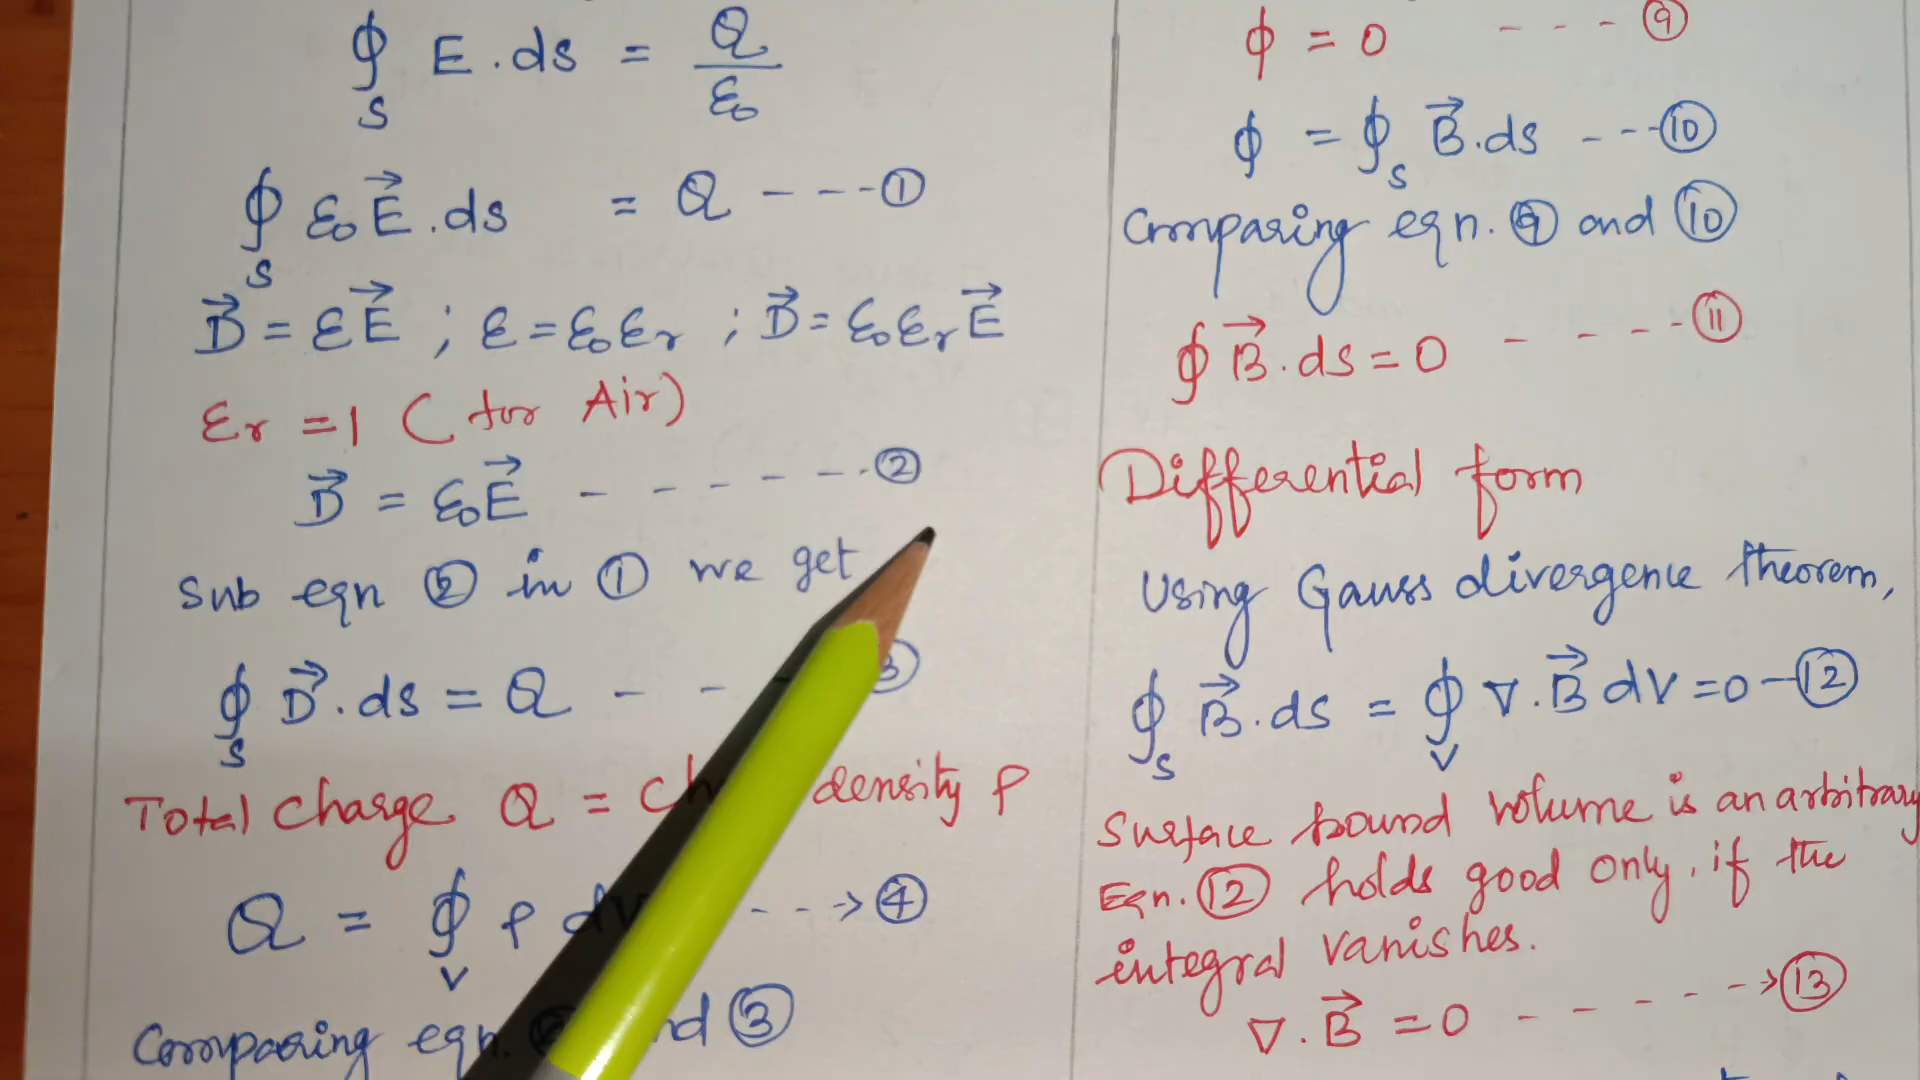 ∮s E.ds = Q/ε₀
∮s ε₀E⃗.ds = Q ---①
D⃗ = εE⃗ ; ε = ε₀εr ; D⃗ = ε₀εrE⃗
εr = 1 (for Air)
D⃗ = ε₀E⃗ ------②
Sub eqn ② in ① we get
∮s D⃗.ds = Q ---③
Total charge Q = density ρ
Q = ∮v ρ dv --->④
Comparing eqn. and ③
ϕ = 0 ---⑨
ϕ = ∮s B⃗.ds ---⑩
Comparing eqn. ⑨ and ⑩
∮ B⃗.ds = 0 ----⑪
Differential form
Using Gauss divergence theorem,
∮s B⃗.ds = ∮v ∇.B⃗ dV = 0 -⑫
Surface bound volume is an arbitrary
Eqn. ⑫ holds good only, if the
integral vanishes.
∇.B⃗ = 0 ----->⑬